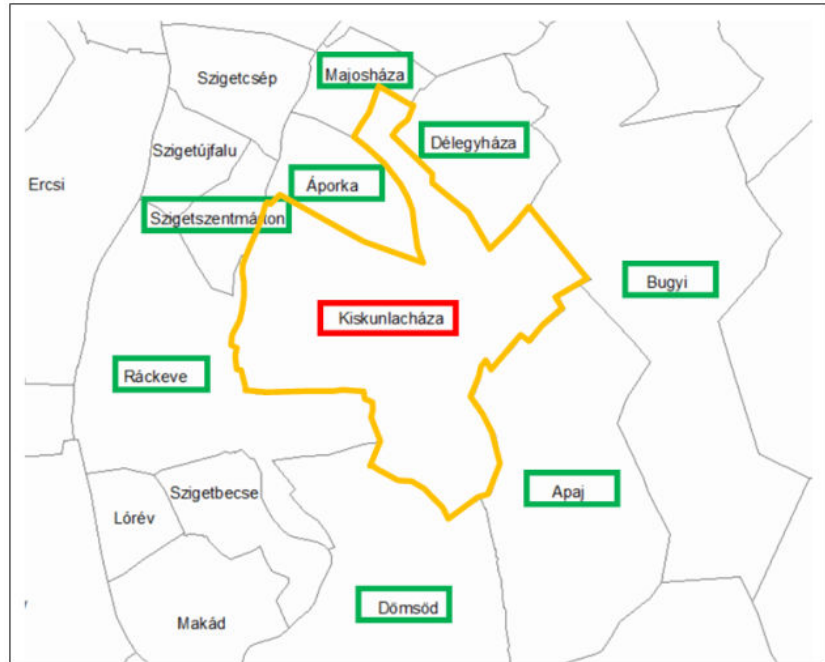 Szigetcsép
Majosháza
Délegyháza
Szigetújfalu
Ercsi
Áporka
Szigetszentmárton
Bugyi
Kiskunlacháza
Ráckeve
Szigetbecse
Apaj
Lórév
Dömsöd
Makád